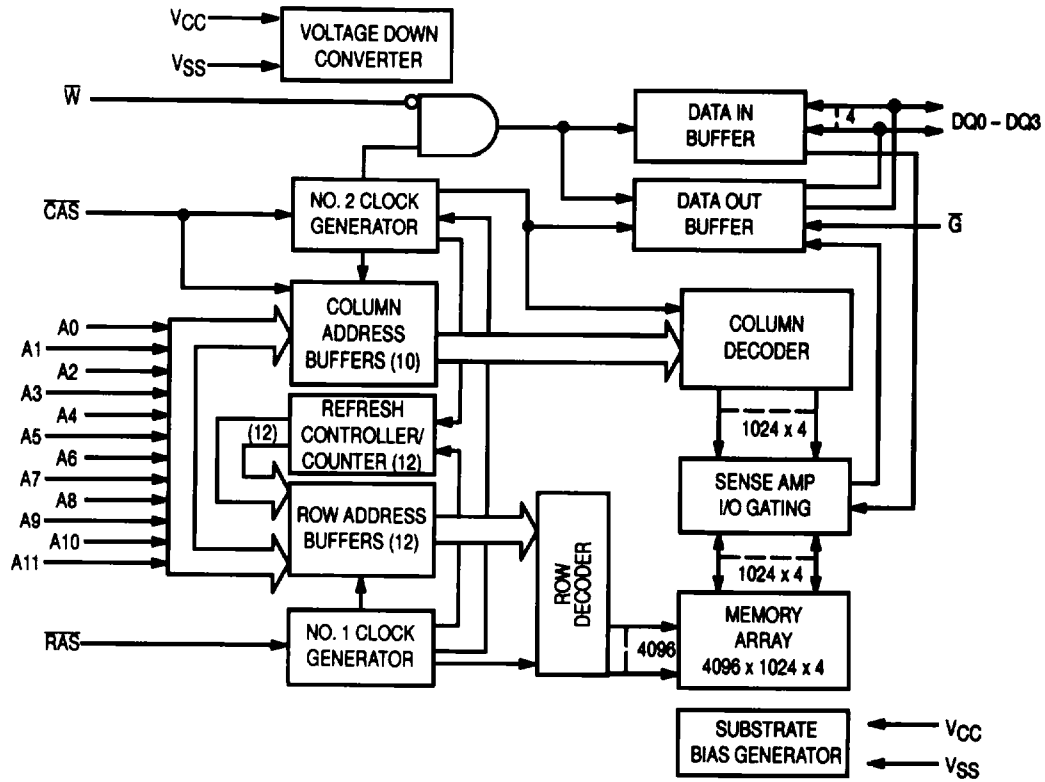 VCC
VSS
VOLTAGE DOWN
CONVERTER
W̅
DATA IN
BUFFER
4
DQ0 – DQ3
C̅A̅S̅
NO. 2 CLOCK
GENERATOR
DATA OUT
BUFFER
G̅
A0
A1
A2
A3
A4
A5
A6
A7
A8
A9
A10
A11
COLUMN
ADDRESS
BUFFERS (10)
COLUMN
DECODER
(12)
REFRESH
CONTROLLER/
COUNTER (12)
1024 x 4
SENSE AMP
I/O GATING
ROW ADDRESS
BUFFERS (12)
ROW
DECODER
1024 x 4
R̅A̅S̅
NO. 1 CLOCK
GENERATOR
4096
MEMORY
ARRAY
4096 x 1024 x 4
SUBSTRATE
BIAS GENERATOR
VCC
VSS